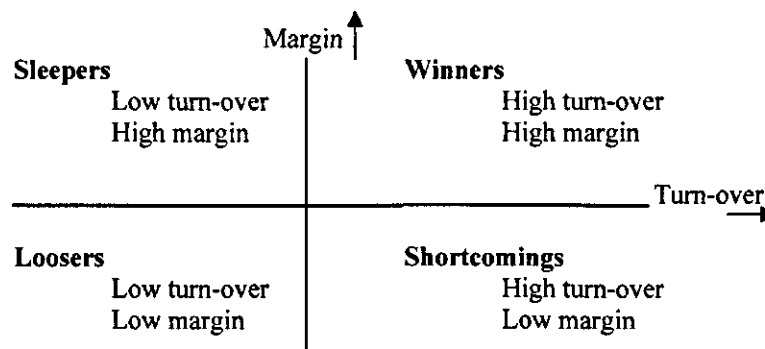 Margin
Sleepers
Low turn-over
High margin
Winners
High turn-over
High margin
Turn-over
Loosers
Low turn-over
Low margin
Shortcomings
High turn-over
Low margin